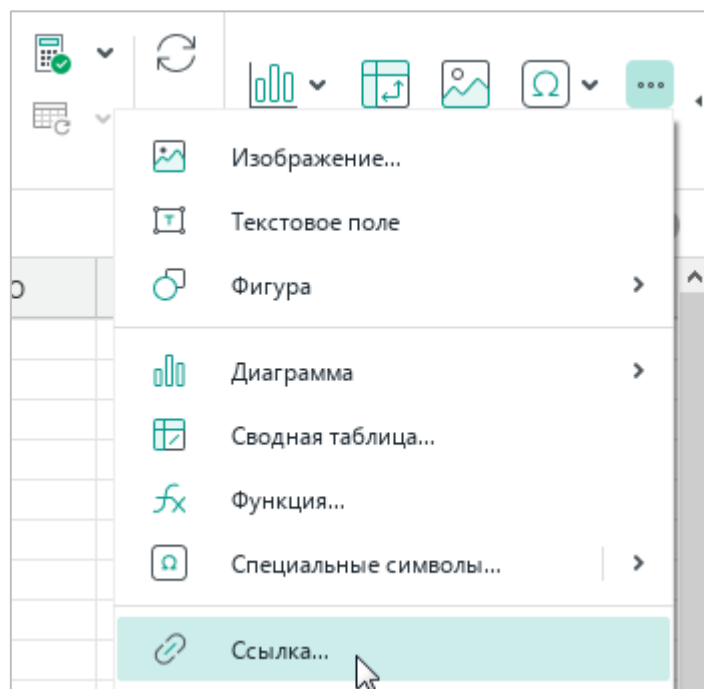 Изображение...
Текстовое поле
Фигура
Диаграмма
Сводная таблица...
Функция...
Специальные символы...
Ссылка...